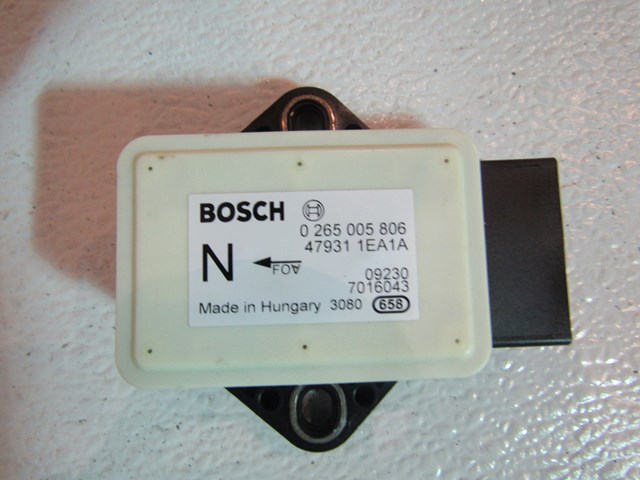 BOSCH
0 265 005 806
47931 1EA1A
N
FOA
09230
7016043
Made in Hungary 3080 658